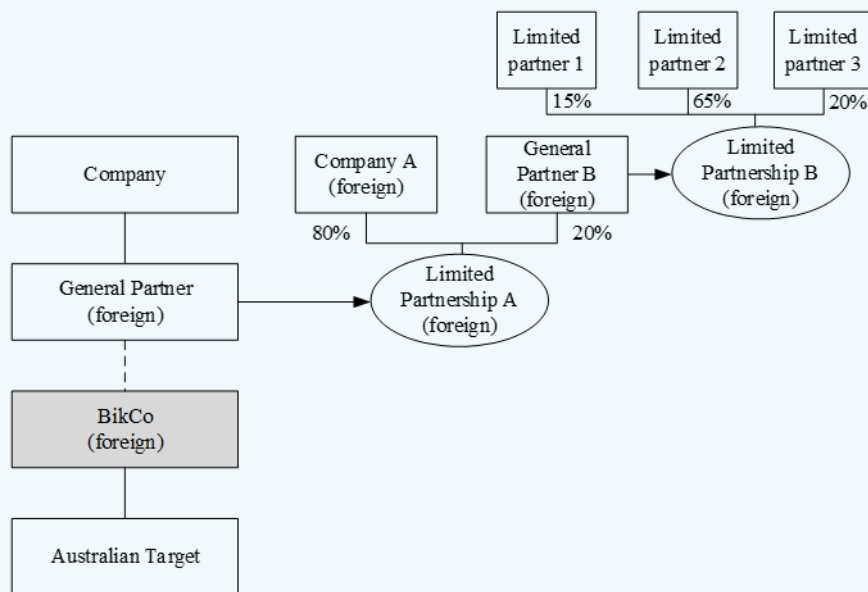 Limited
partner 1
Limited
partner 2
Limited
partner 3
15%
65%
20%
Company
Company A
(foreign)
General
Partner B
(foreign)
Limited
Partnership B
(foreign)
80%
20%
General Partner
(foreign)
Limited
Partnership A
(foreign)
BikCo
(foreign)
Australian Target